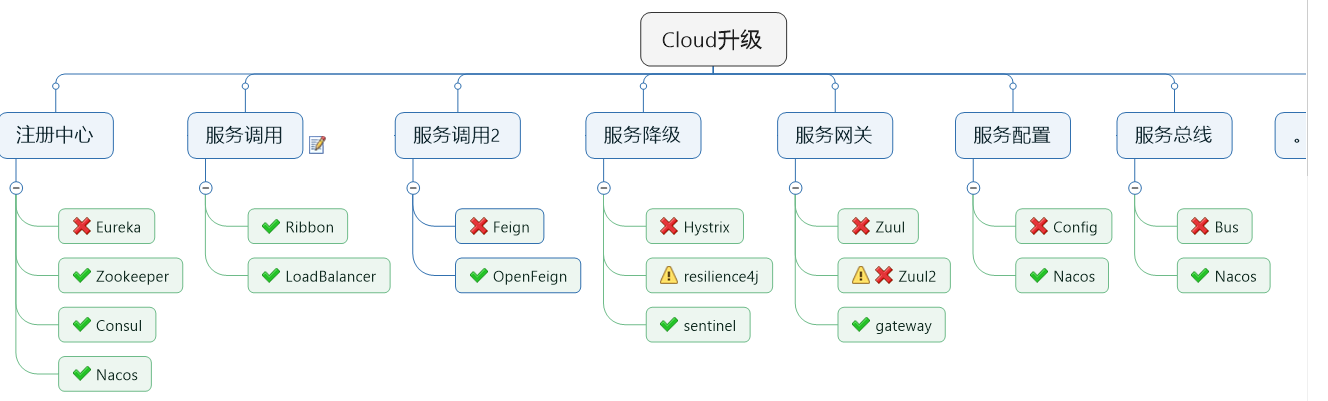 Cloud升级
注册中心
服务调用
服务调用2
服务降级
服务网关
服务配置
服务总线
。
Eureka
Ribbon
Feign
Hystrix
Zuul
Config
Bus
Zookeeper
LoadBalancer
OpenFeign
resilience4j
Zuul2
Nacos
Nacos
Consul
sentinel
gateway
Nacos